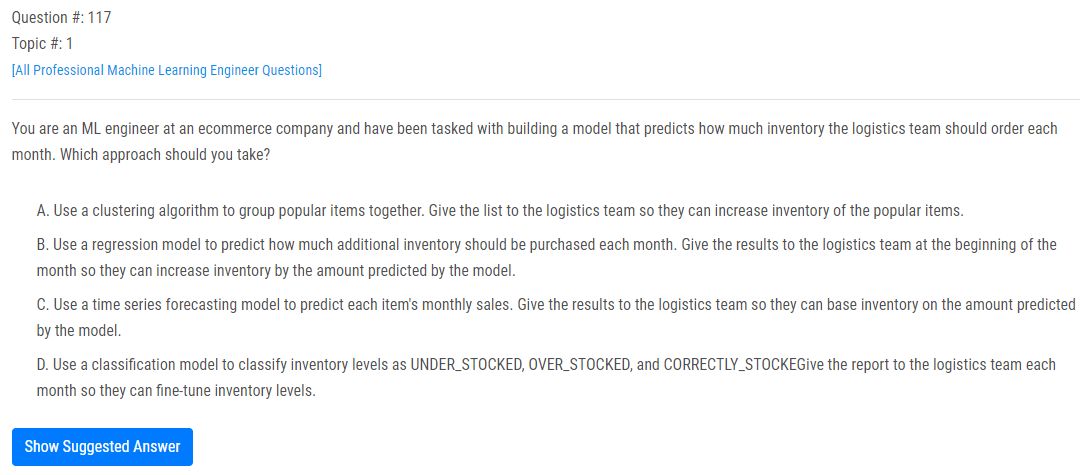 Question #: 117
Topic #: 1
[All Professional Machine Learning Engineer Questions]
You are an ML engineer at an ecommerce company and have been tasked with building a model that predicts how much inventory the logistics team should order each
month. Which approach should you take?
A. Use a clustering algorithm to group popular items together. Give the list to the logistics team so they can increase inventory of the popular items.
B. Use a regression model to predict how much additional inventory should be purchased each month. Give the results to the logistics team at the beginning of the
month so they can increase inventory by the amount predicted by the model.
C. Use a time series forecasting model to predict each item's monthly sales. Give the results to the logistics team so they can base inventory on the amount predicted
by the model.
D. Use a classification model to classify inventory levels as UNDER_STOCKED, OVER_STOCKED, and CORRECTLY_STOCKEGive the report to the logistics team each
month so they can fine-tune inventory levels.
Show Suggested Answer